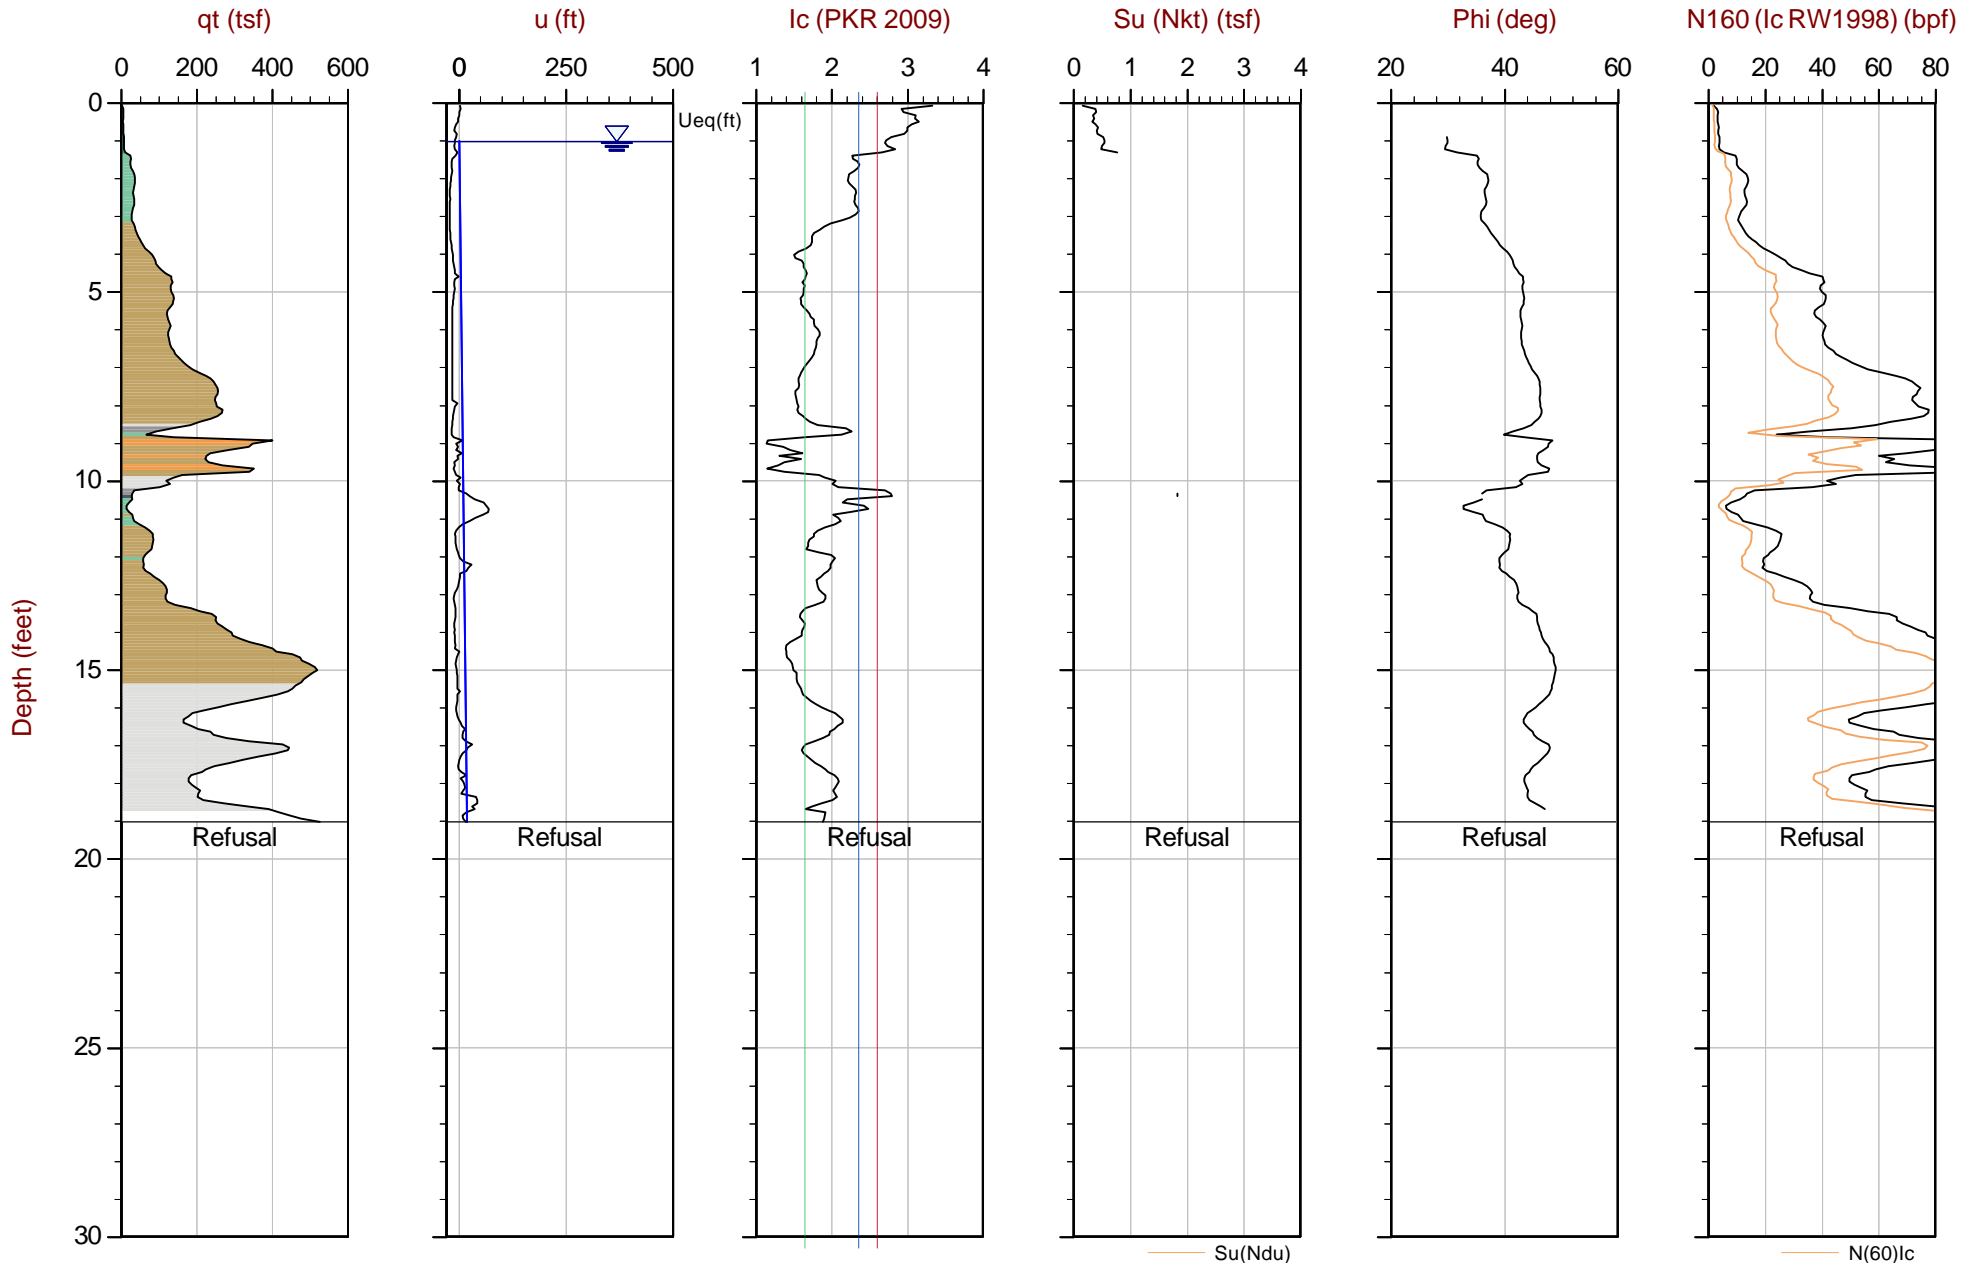 qt (tsf)
u (ft)
Ic (PKR 2009)
Su (Nkt) (tsf)
Phi (deg)
N160 (Ic RW1998) (bpf)
0 200 400 600
0 250 500
1 2 3 4
0 1 2 3 4
20 40 60
0 20 40 60 80
Ueq(ft)
0
5
10
15
20
25
30
Depth (feet)
Refusal
Refusal
Refusal
Refusal
Refusal
Refusal
Su(Ndu)
N(60)Ic